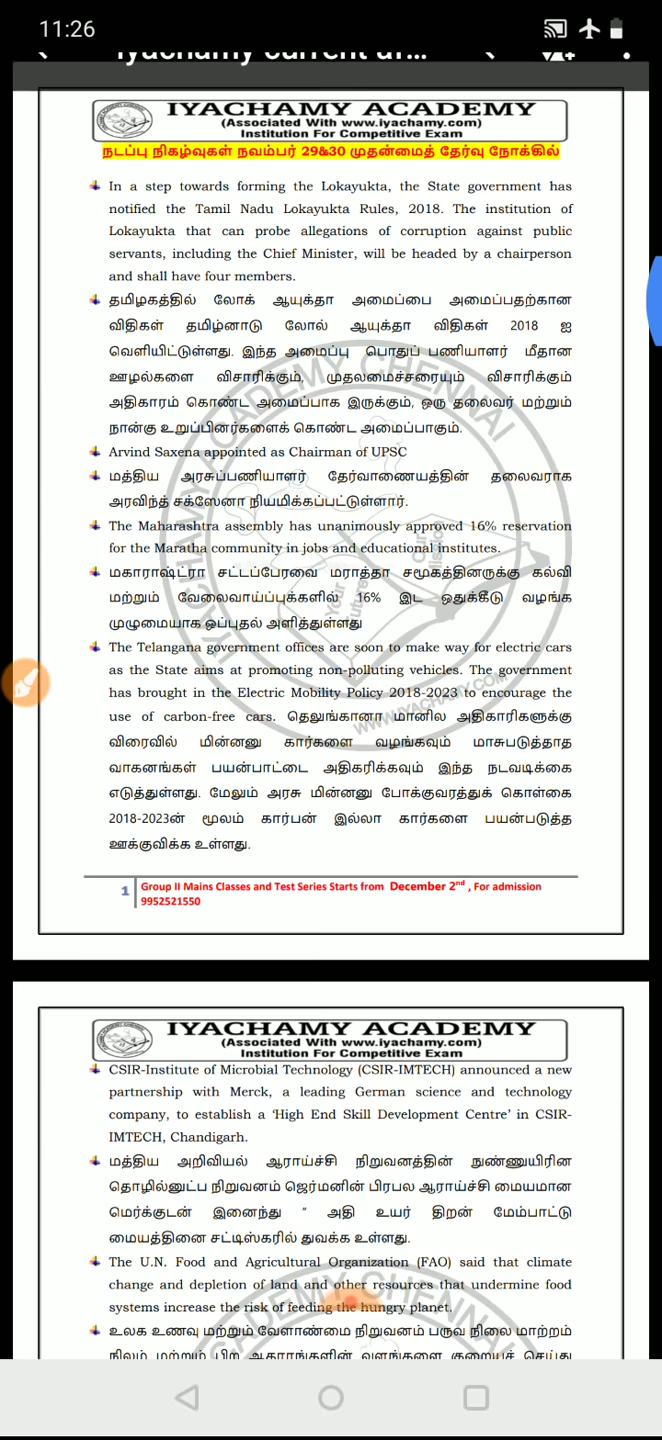 11:26
IYACHAMY ACADEMY
(Associated With www.iyachamy.com)
Institution For Competitive Exam
நடப்பு நிகழ்வுகள் நவம்பர் 29&30 முதன்மைத் தேர்வு நோக்கில்
In a step towards forming the Lokayukta, the State government has
notified the Tamil Nadu Lokayukta Rules, 2018. The institution of
Lokayukta that can probe allegations of corruption against public
servants, including the Chief Minister, will be headed by a chairperson
and shall have four members.
தமிழகத்தில் லோக் ஆயுக்தா அமைப்பை அமைப்பதற்கான
விதிகள் தமிழ்னாடு லோல் ஆயுக்தா விதிகள் 2018 ஐ
வெளியிட்டுள்ளது. இந்த அமைப்பு பொதுப் பணியாளர் மீதான
ஊழல்களை விசாரிக்கும், முதலமைச்சரையும் விசாரிக்கும்
அதிகாரம் கொண்ட அமைப்பாக இருக்கும், ஒரு தலைவர் மற்றும்
நான்கு உறுப்பினர்களைக் கொண்ட அமைப்பாகும்.
Arvind Saxena appointed as Chairman of UPSC
மத்திய அரசுப்பணியாளர் தேர்வாணையத்தின் தலைவராக
அரவிந்த் சக்ஸேனா நியமிக்கப்பட்டுள்ளார்.
The Maharashtra assembly has unanimously approved 16% reservation
for the Maratha community in jobs and educational institutes.
மகாராஷ்ட்ரா சட்டப்பேரவை மராத்தா சமூகத்தினருக்கு கல்வி
மற்றும் வேலைவாய்ப்புக்களில் 16% இட ஒதுக்கீடு வழங்க
முழுமையாக ஒப்புதல் அளித்துள்ளது
The Telangana government offices are soon to make way for electric cars
as the State aims at promoting non-polluting vehicles. The government
has brought in the Electric Mobility Policy 2018-2023 to encourage the
use of carbon-free cars. தெலுங்கானா மானில அதிகாரிகளுக்கு
விரைவில் மின்னனு கார்களை வழங்கவும் மாசுபடுத்தாத
வாகனங்கள் பயன்பாட்டை அதிகரிக்கவும் இந்த நடவடிக்கை
எடுத்துள்ளது. மேலும் அரசு மின்னனு போக்குவரத்துக் கொள்கை
2018-2023ன் மூலம் கார்பன் இல்லா கார்களை பயன்படுத்த
ஊக்குவிக்க உள்ளது.
1 Group II Mains Classes and Test Series Starts from December 2nd , For admission
9952521550
IYACHAMY ACADEMY
(Associated With www.iyachamy.com)
Institution For Competitive Exam
CSIR-Institute of Microbial Technology (CSIR-IMTECH) announced a new
partnership with Merck, a leading German science and technology
company, to establish a 'High End Skill Development Centre' in CSIR-
IMTECH, Chandigarh.
மத்திய அறிவியல் ஆராய்ச்சி நிறுவனத்தின் நுண்ணுயிரின
தொழில்னுட்ப நிறுவனம் ஜெர்மனின் பிரபல ஆராய்ச்சி மையமான
மெர்க்குடன் இனைந்து " அதி உயர் திறன் மேம்பாட்டு
மையத்தினை சட்டிஸ்கரில் துவக்க உள்ளது.
The U.N. Food and Agricultural Organization (FAO) said that climate
change and depletion of land and other resources that undermine food
systems increase the risk of feeding the hungry planet.
உலக உணவு மற்றும் வேளாண்மை நிறுவனம் பருவ நிலை மாற்றம்